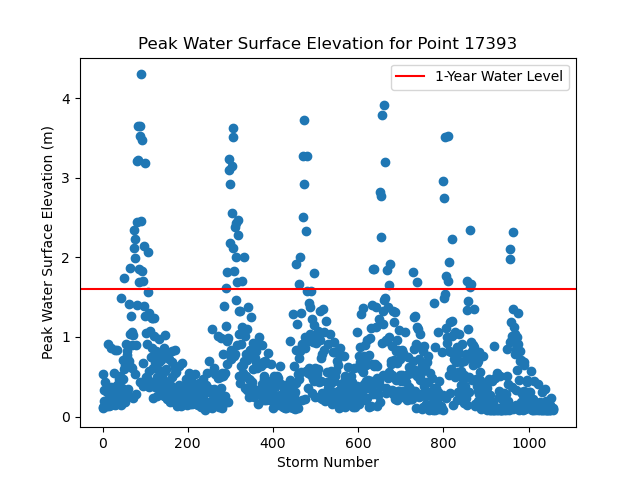 Peak Water Surface Elevation for Point 17393
1-Year Water Level
Peak Water Surface Elevation (m)
4
3
2
1
0
0 200 400 600 800 1000
Storm Number